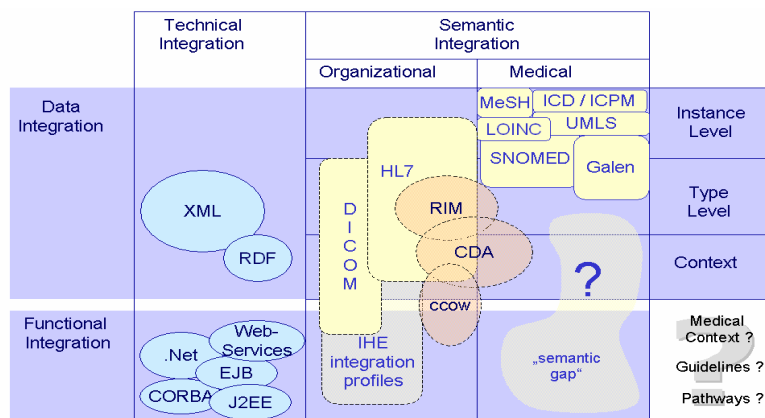 Technical
Integration
Semantic
Integration
Organizational
Medical
Data
Integration
MeSH
ICD / ICPM
LOINC
UMLS
Instance
Level
HL7
SNOMED
Galen
XML
DICOM
RIM
Type
Level
RDF
CDA
?
Context
CCOW
Functional
Integration
Web-
Services
.Net
EJB
CORBA
J2EE
IHE
integration
profiles
„semantic
gap“
?
Medical
Context ?
Guidelines ?
Pathways ?